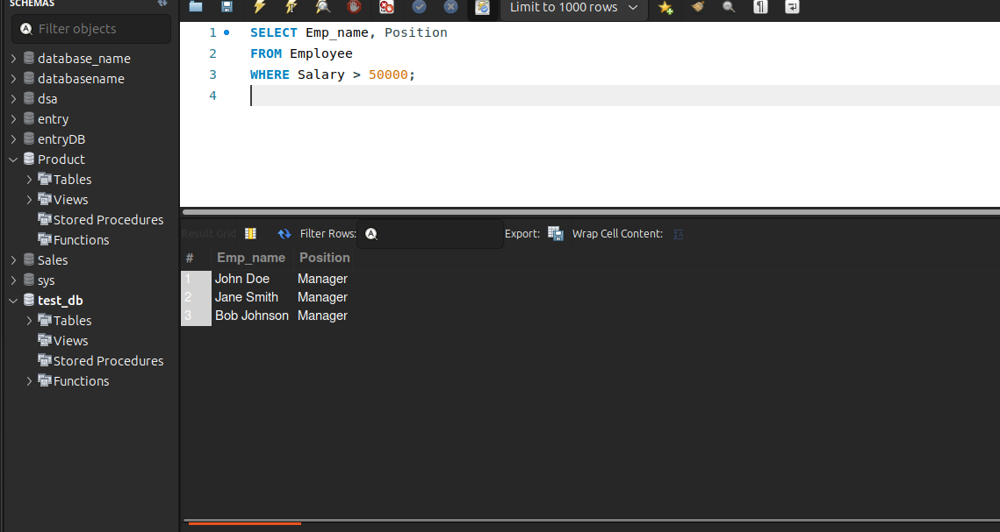 SCHEMAS
Filter objects
database_name
databasename
dsa
entry
entryDB
Product
Tables
Views
Stored Procedures
Functions
Sales
sys
test_db
Tables
Views
Stored Procedures
Functions
Limit to 1000 rows
1 SELECT Emp_name, Position
2 FROM Employee
3 WHERE Salary > 50000;
4
Result Grid Filter Rows: Export: Wrap Cell Content:
# Emp_name Position
1 John Doe Manager
2 Jane Smith Manager
3 Bob Johnson Manager